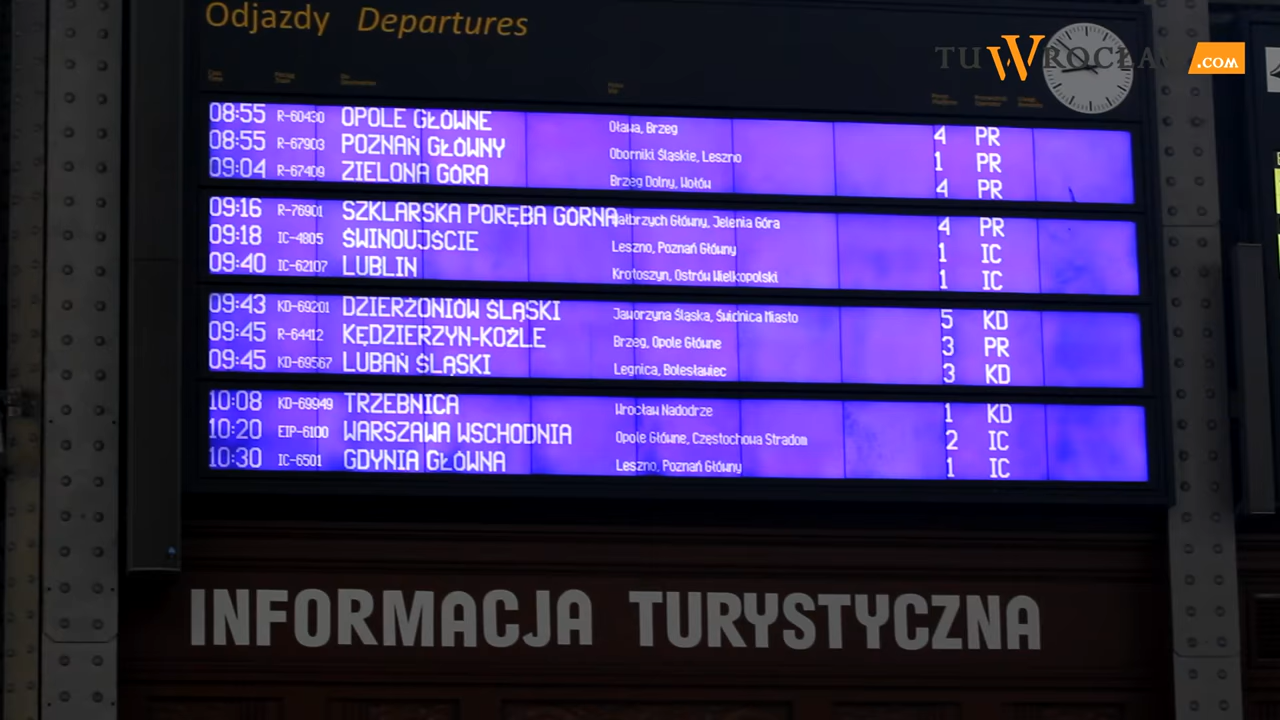 Odjazdy Departures
TUWROCŁAW.COM
08:55 R-60430 OPOLE GŁÓWNE Oława, Brzeg 4 PR
08:55 R-67903 POZNAŃ GŁÓWNY Oborniki Śląskie, Leszno 1 PR
09:04 R-67409 ZIELONA GÓRA Brzeg Dolny, Wołów 4 PR
09:16 R-76901 SZKLARSKA PORĘBA GÓRNA ałbrzych Główny, Jelenia Góra 4 PR
09:18 IC-4805 ŚWINOUJŚCIE Leszno, Poznań Główny 1 IC
09:40 IC-62107 LUBLIN Krotoszyn, Ostrów Wielkopolski 1 IC
09:43 KD-69201 DZIERŻONIÓW ŚLĄSKI Jaworzyna Śląska, Świdnica Miasto 5 KD
09:45 R-64412 KĘDZIERZYN-KOŹLE Brzeg, Opole Główne 3 PR
09:45 KD-69567 LUBAŃ ŚLĄSKI Legnica, Bolesławiec 3 KD
10:08 KD-69949 TRZEBNICA Wrocław Nadodrze 1 KD
10:20 EIP-6100 WARSZAWA WSCHODNIA Opole Główne, Częstochowa Stradom 2 IC
10:30 IC-6501 GDYNIA GŁÓWNA Leszno, Poznań Główny 1 IC
INFORMACJA TURYSTYCZNA